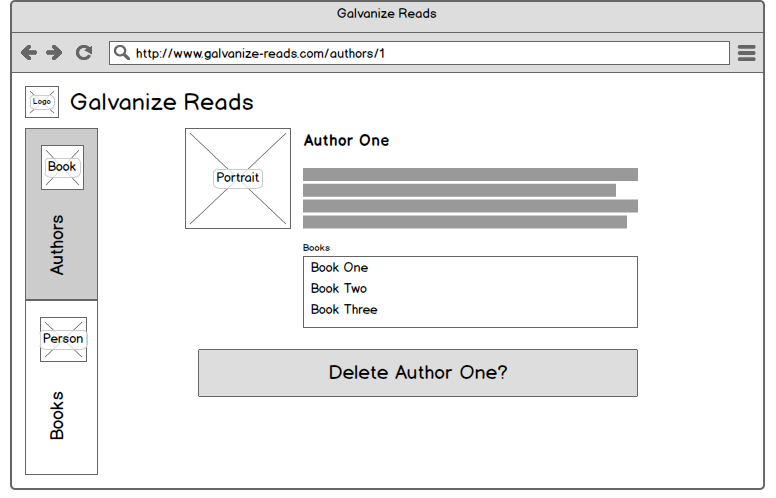 Galvanize Reads
http://www.galvanize-reads.com/authors/1
Logo
Galvanize Reads
Book
Authors
Person
Books
Portrait
Author One
Books
Book One
Book Two
Book Three
Delete Author One?